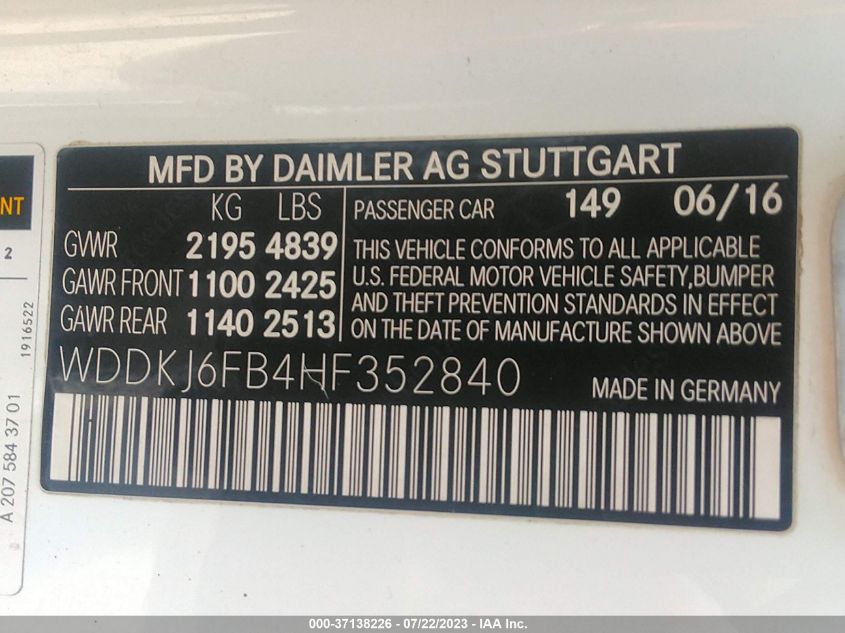 MFD BY DAIMLER AG STUTTGART
KG LBS
GVWR 2195 4839
GAWR FRONT 1100 2425
GAWR REAR 1140 2513
PASSENGER CAR 149 06/16
THIS VEHICLE CONFORMS TO ALL APPLICABLE
U.S. FEDERAL MOTOR VEHICLE SAFETY, BUMPER
AND THEFT PREVENTION STANDARDS IN EFFECT
ON THE DATE OF MANUFACTURE SHOWN ABOVE
WDDKJ6FB4HF352840
MADE IN GERMANY
NT
2
1916522
A 207 584 37 01
000-37138226 - 07/22/2023 - IAA Inc.